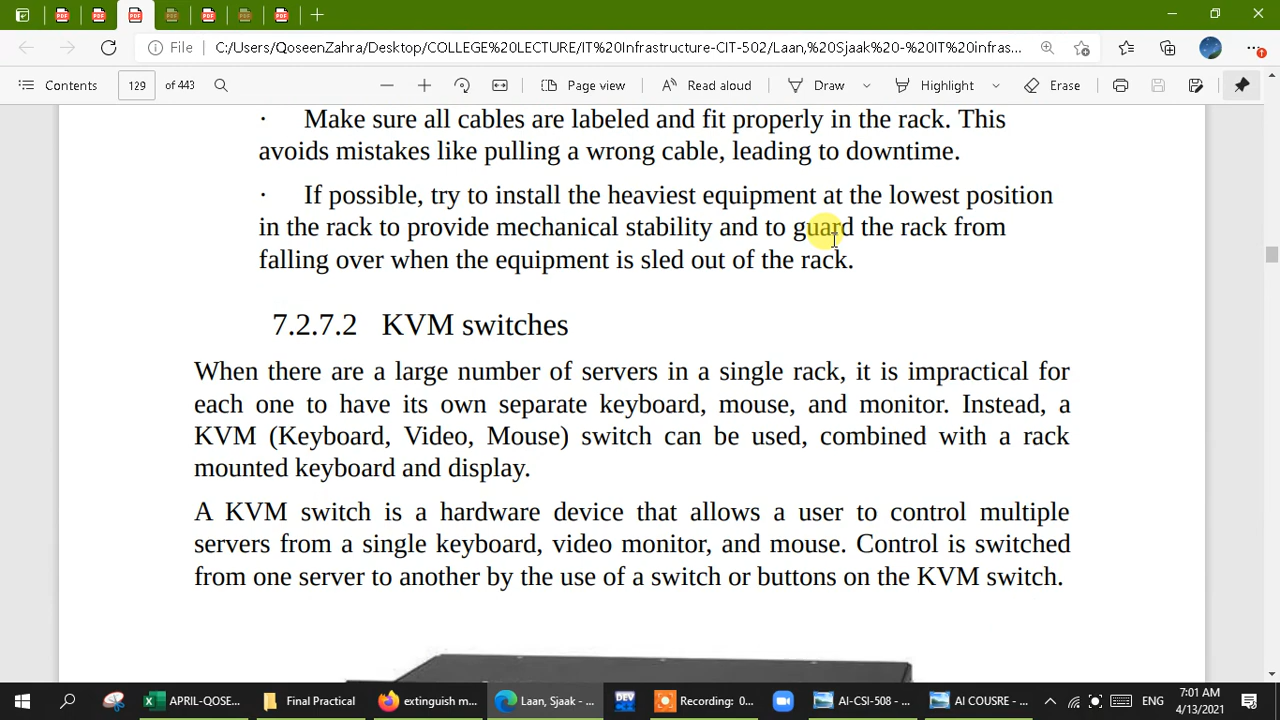 File
C:/Users/QoseenZahra/Desktop/COLLEGE%20LECTURE/IT%20Infrastructure-CIT-502/Laan,%20Sjaak%20-%20IT%20infras...
Contents 129 of 443 Page view Read aloud Draw Highlight Erase
· Make sure all cables are labeled and fit properly in the rack. This
avoids mistakes like pulling a wrong cable, leading to downtime.
· If possible, try to install the heaviest equipment at the lowest position
in the rack to provide mechanical stability and to guard the rack from
falling over when the equipment is sled out of the rack.
7.2.7.2 KVM switches
When there are a large number of servers in a single rack, it is impractical for
each one to have its own separate keyboard, mouse, and monitor. Instead, a
KVM (Keyboard, Video, Mouse) switch can be used, combined with a rack
mounted keyboard and display.
A KVM switch is a hardware device that allows a user to control multiple
servers from a single keyboard, video monitor, and mouse. Control is switched
from one server to another by the use of a switch or buttons on the KVM switch.
APRIL-QOSE... Final Practical extinguish m... Laan, Sjaak - ... DEV Recording: 0... AI-CSI-508 - ... AI COUSRE - ... ENG 7:01 AM
4/13/2021